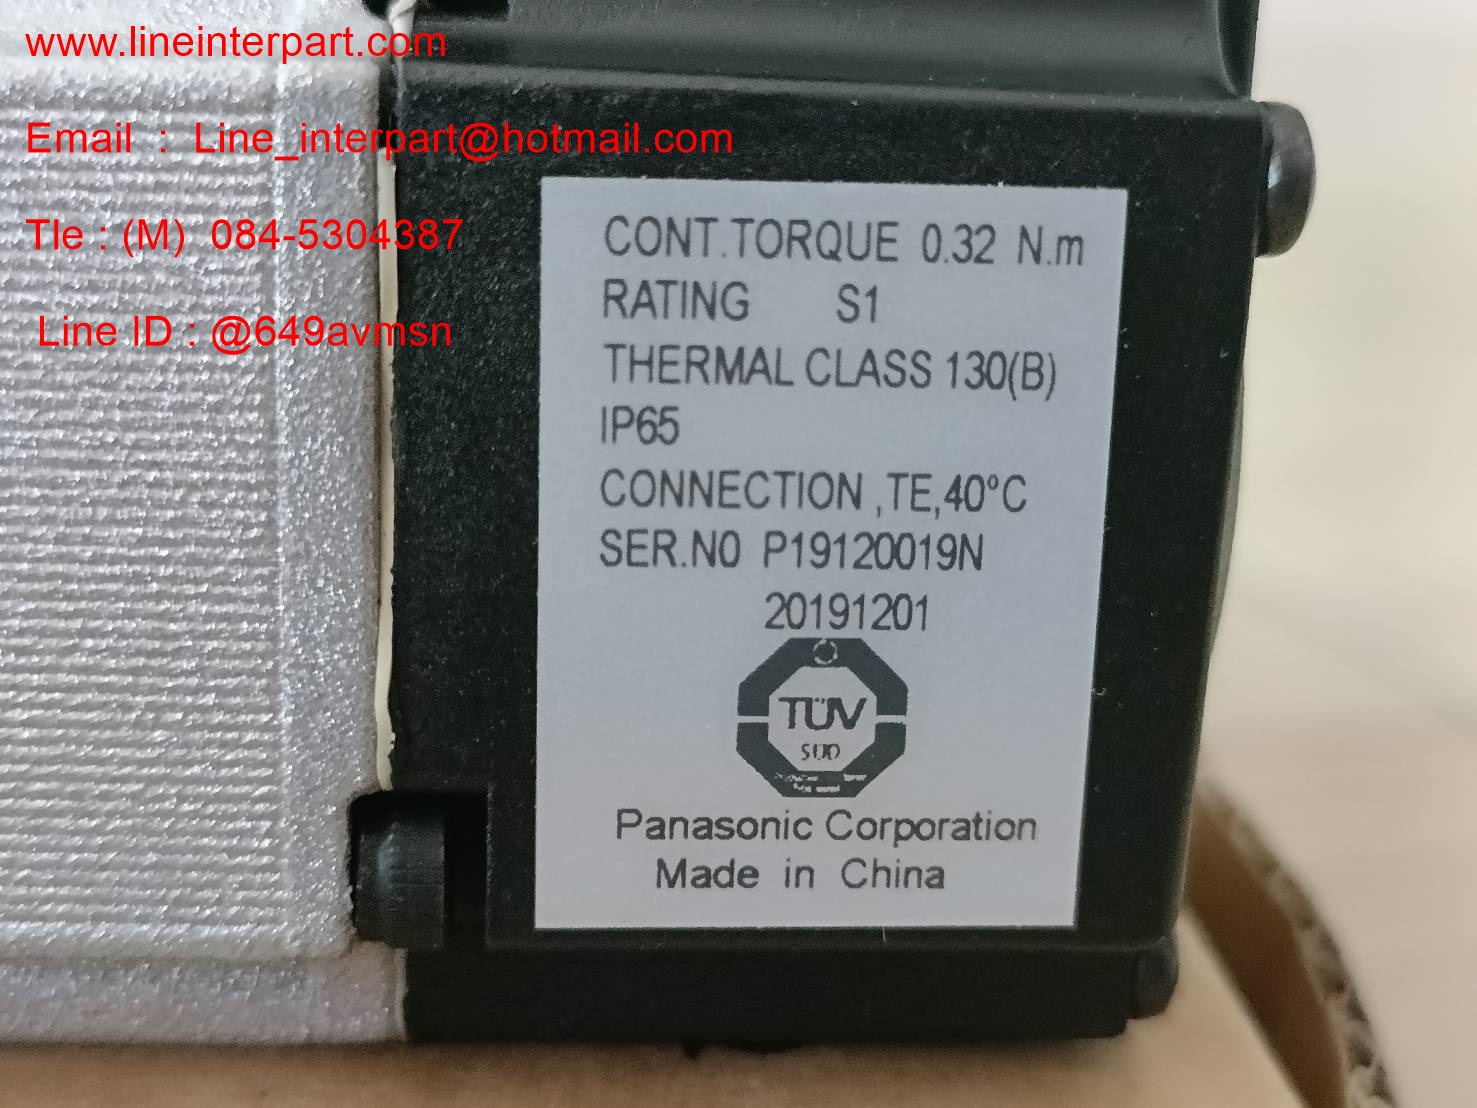 www.lineinterpart.com
Email : Line_interpart@hotmail.com
Tle : (M) 084-5304387
Line ID : @649avmsn
CONT.TORQUE 0.32 N.m
RATING S1
THERMAL CLASS 130(B)
IP65
CONNECTION ,TE,40°C
SER.N0 P19120019N
20191201
TÜV
SÜD
Panasonic Corporation
Made in China